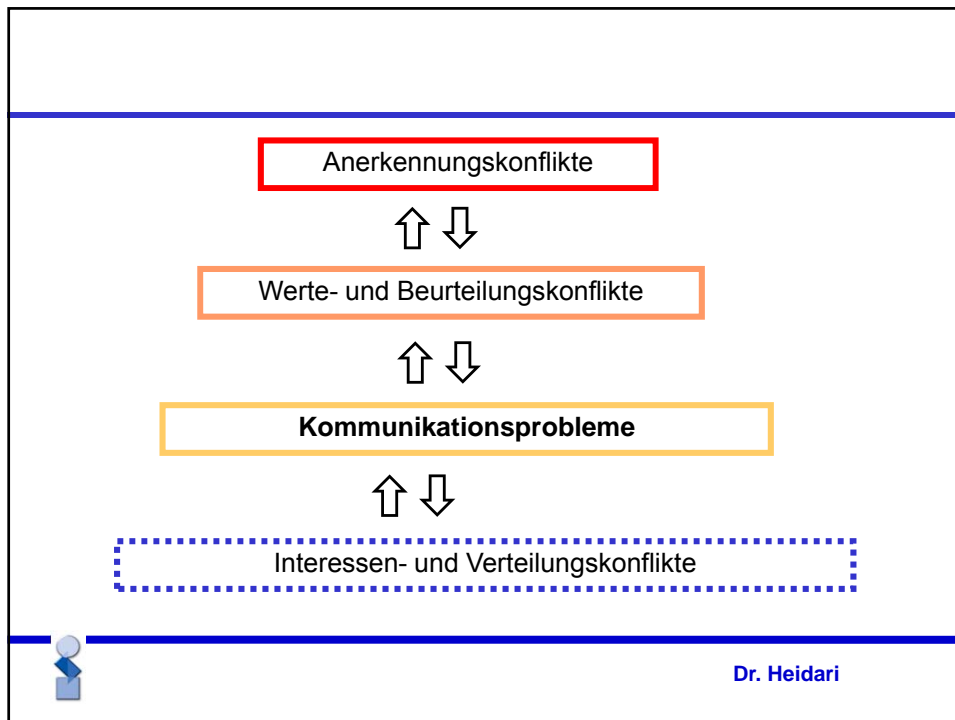 Anerkennungskonflikte
Werte- und Beurteilungskonflikte
Kommunikationsprobleme
Interessen- und Verteilungskonflikte
Dr. Heidari